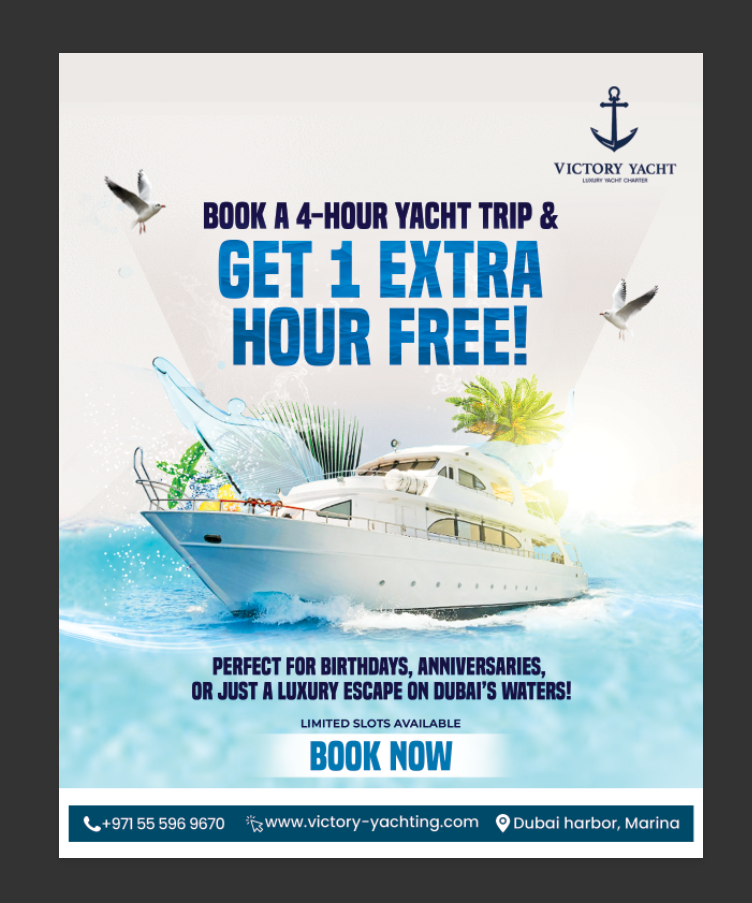 VICTORY YACHT
LUXURY YACHT CHARTER
BOOK A 4-HOUR YACHT TRIP &
GET 1 EXTRA
HOUR FREE!
PERFECT FOR BIRTHDAYS, ANNIVERSARIES,
OR JUST A LUXURY ESCAPE ON DUBAI'S WATERS!
LIMITED SLOTS AVAILABLE
BOOK NOW
+971 55 596 9670 www.victory-yachting.com Dubai harbor, Marina